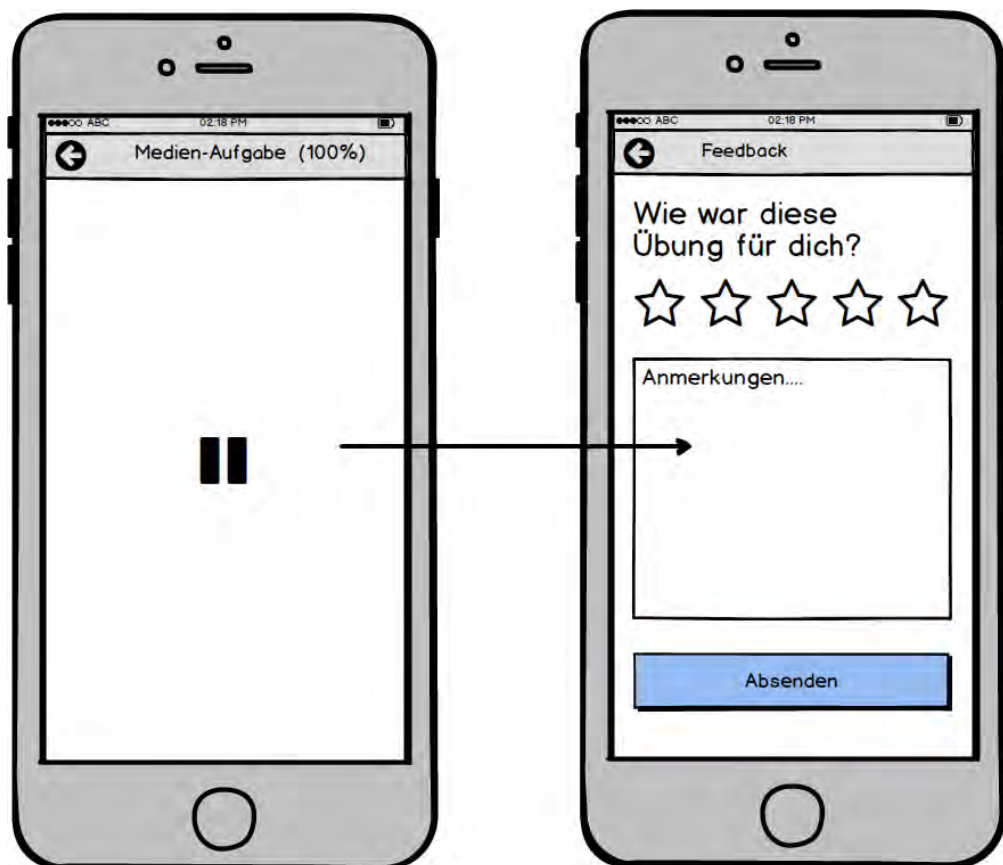 ABC 02:18 PM
Medien-Aufgabe (100%)
ABC 02:18 PM
Feedback
Wie war diese
Übung für dich?
Anmerkungen....
Absenden